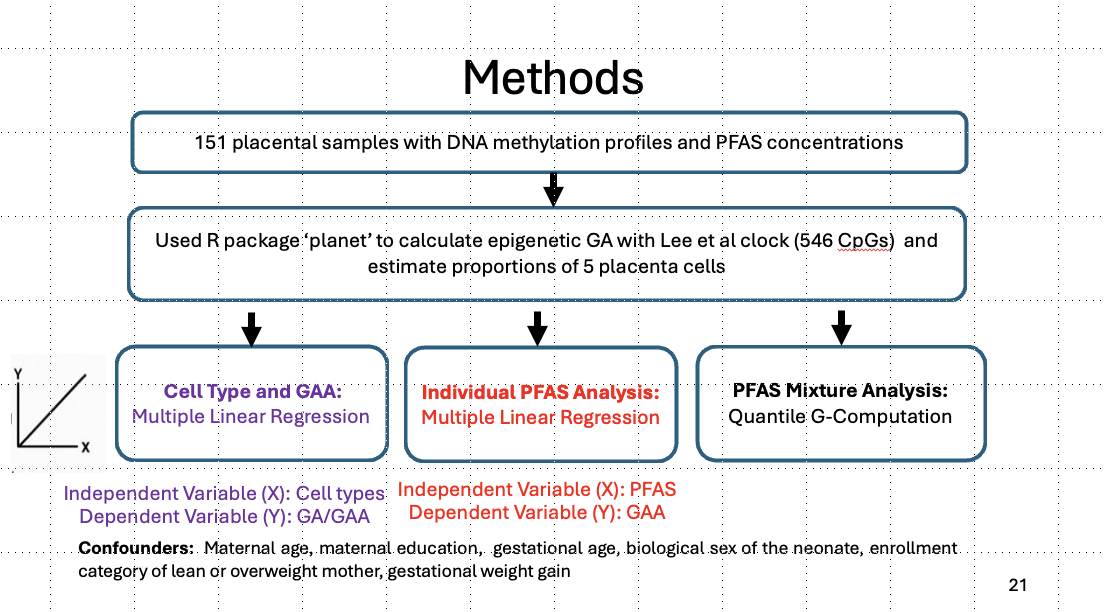 Methods
151 placental samples with DNA methylation profiles and PFAS concentrations
Used R package ‘planet’ to calculate epigenetic GA with Lee et al clock (546 CpGs) and
estimate proportions of 5 placenta cells
Y
X
Cell Type and GAA:
Multiple Linear Regression
Individual PFAS Analysis:
Multiple Linear Regression
PFAS Mixture Analysis:
Quantile G-Computation
Independent Variable (X): Cell types
Dependent Variable (Y): GA/GAA
Independent Variable (X): PFAS
Dependent Variable (Y): GAA
Confounders: Maternal age, maternal education, gestational age, biological sex of the neonate, enrollment
category of lean or overweight mother, gestational weight gain
21